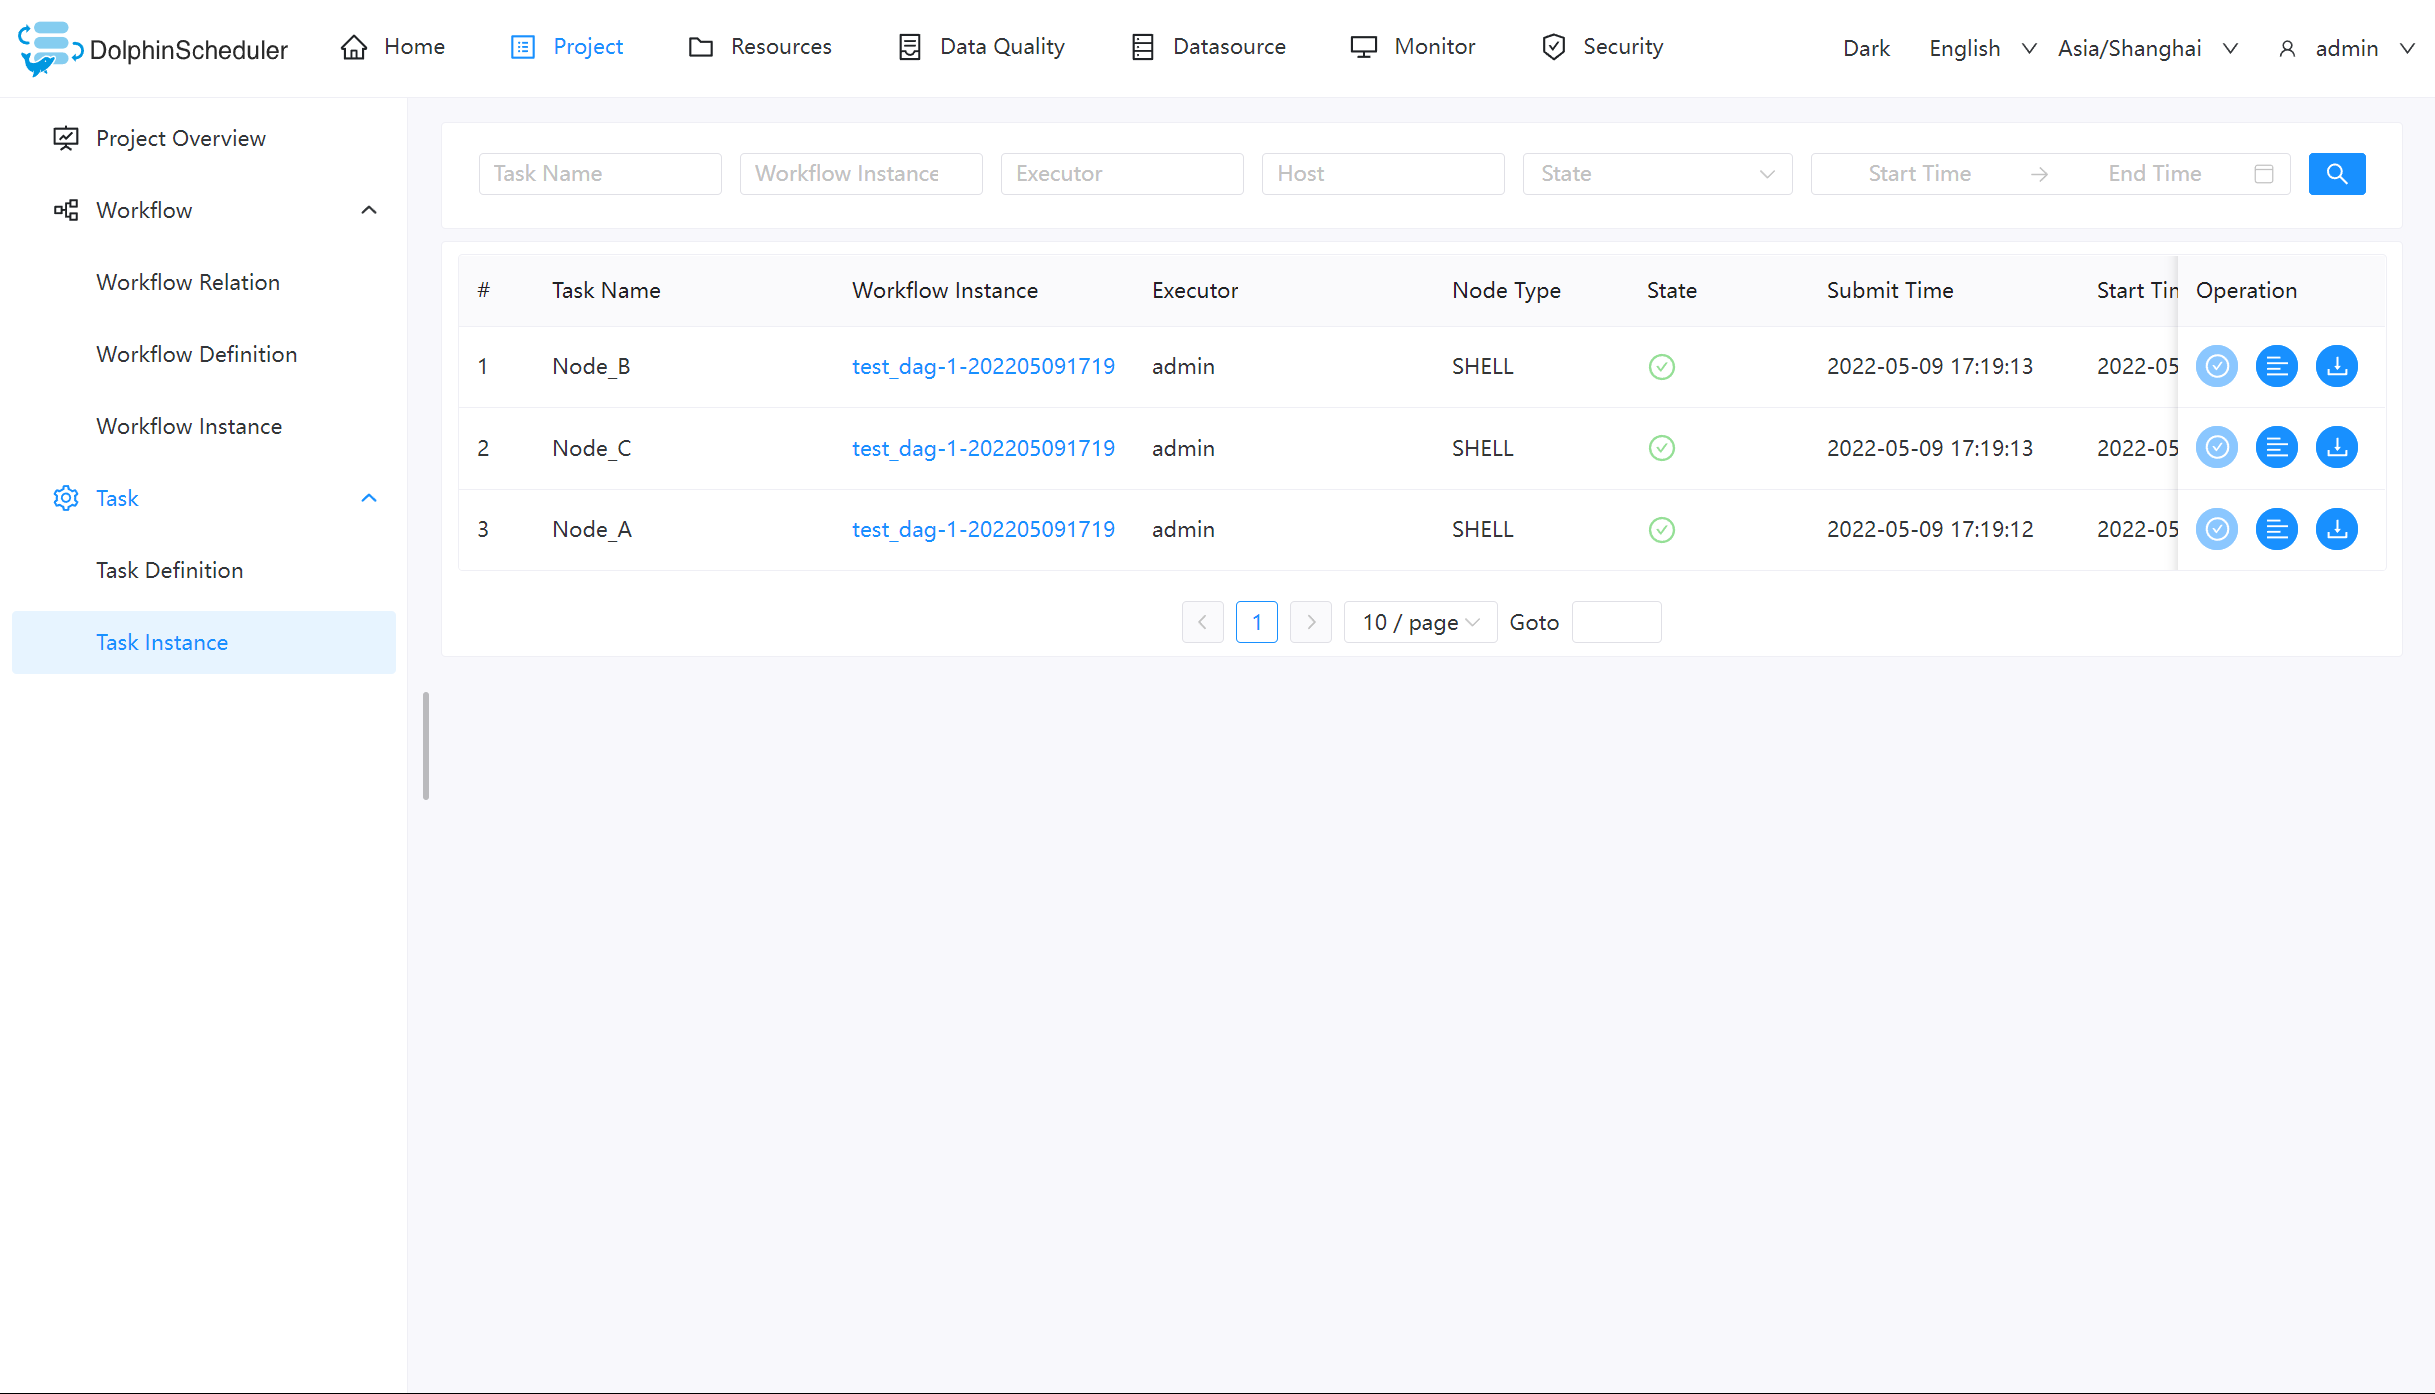 DolphinScheduler Home Project Resources Data Quality Datasource Monitor Security Dark English Asia/Shanghai admin
Project Overview
Workflow
Workflow Relation
Workflow Definition
Workflow Instance
Task
Task Definition
Task Instance
Task Name Workflow Instance Executor Host State Start Time End Time
# Task Name Workflow Instance Executor Node Type State Submit Time Start Tin Operation
1 Node_B test_dag-1-202205091719 admin SHELL 2022-05-09 17:19:13 2022-05
2 Node_C test_dag-1-202205091719 admin SHELL 2022-05-09 17:19:13 2022-05
3 Node_A test_dag-1-202205091719 admin SHELL 2022-05-09 17:19:12 2022-05
1 10 / page Goto